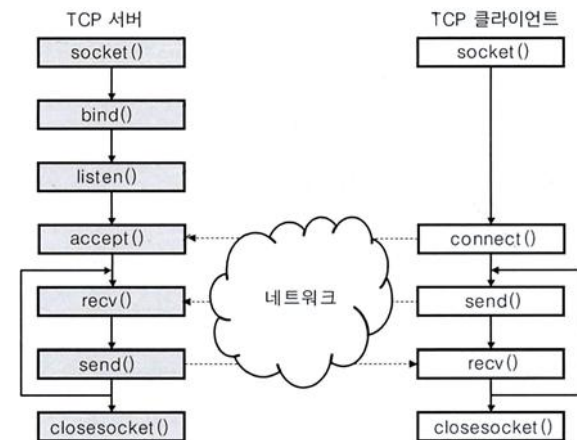 TCP 서버
socket()
bind()
listen()
accept()
recv()
send()
closesocket()
네트워크
TCP 클라이언트
socket()
connect()
send()
recv()
closesocket()